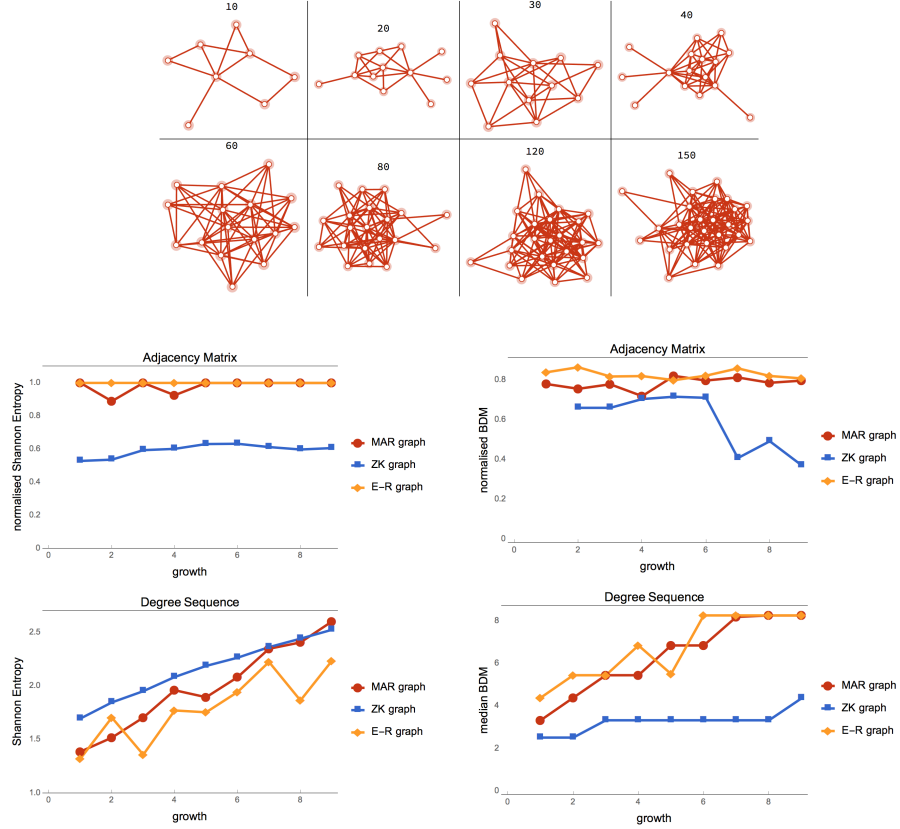 10
20
30
40
60
80
120
150
Adjacency Matrix
normalised Shannon Entropy
1.0
0.8
0.6
0.4
0.2
0
0 2 4 6 8
growth
MAR graph
ZK graph
E-R graph
Adjacency Matrix
normalised BDM
0.8
0.6
0.4
0.2
0
0 2 4 6 8
growth
MAR graph
ZK graph
E-R graph
Degree Sequence
Shannon Entropy
2.5
2.0
1.5
1.0
0 2 4 6 8
growth
MAR graph
ZK graph
E-R graph
Degree Sequence
median BDM
8
6
4
2
0
0 2 4 6 8
growth
MAR graph
ZK graph
E-R graph